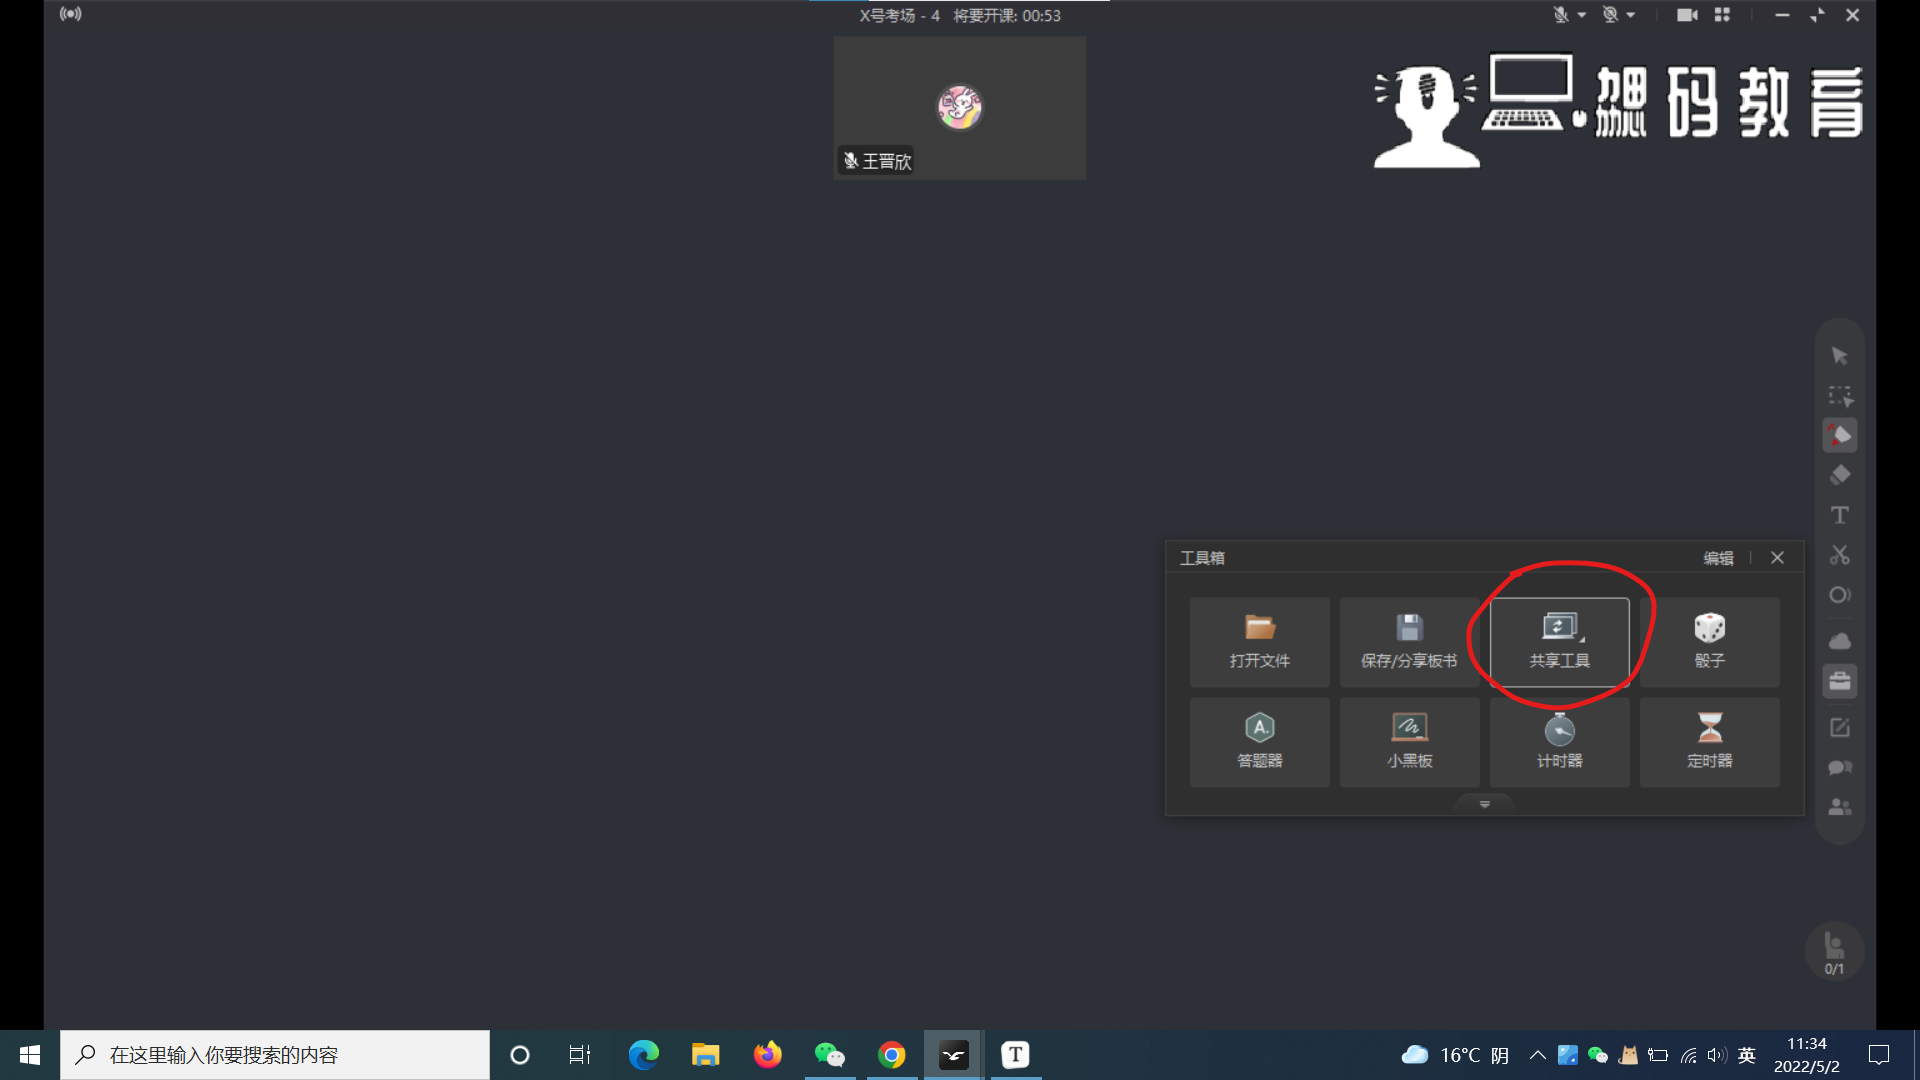 X号考场 - 4 将要开课: 00:53
王晋欣
码教育
工具箱
编辑
打开文件
保存/分享板书
共享工具
骰子
答题器
小黑板
计时器
定时器
0/1
在这里输入你要搜索的内容
16°C 阴
英
11:34
2022/5/2